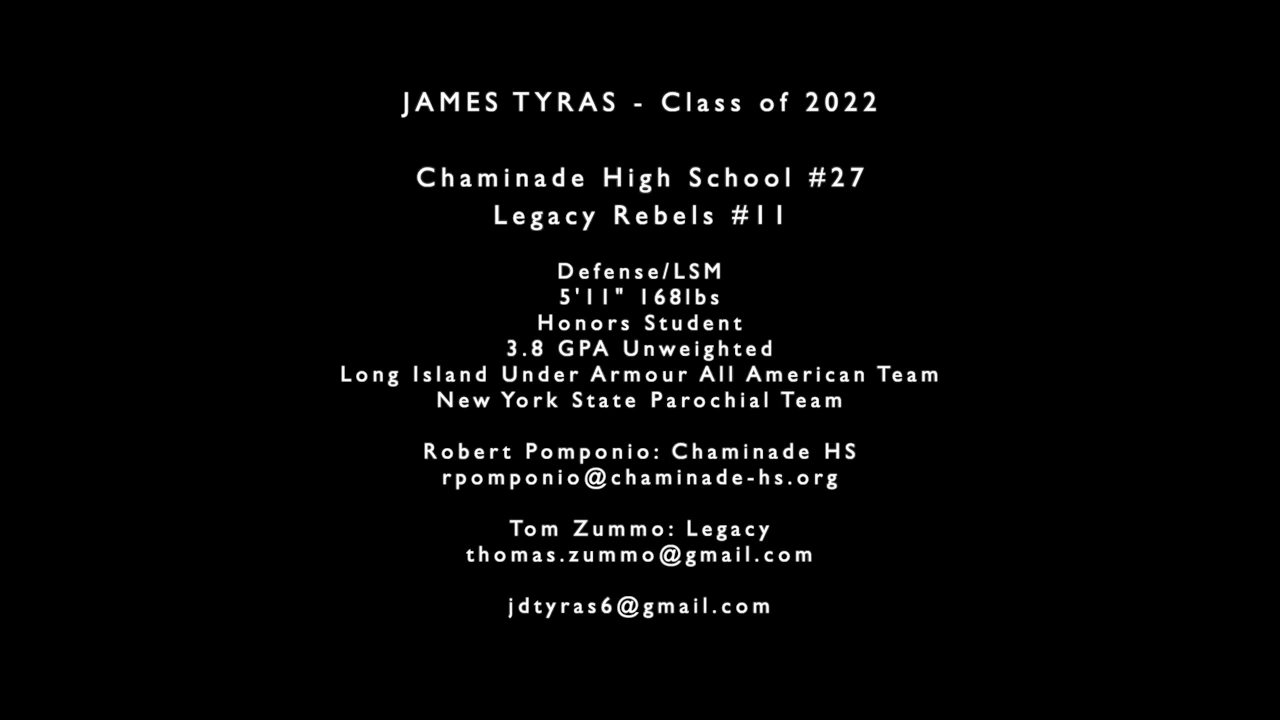 JAMES TYRAS - Class of 2022
Chaminade High School #27
Legacy Rebels #11
Defense/LSM
5'11" 168lbs
Honors Student
3.8 GPA Unweighted
Long Island Under Armour All American Team
New York State Parochial Team
Robert Pomponio: Chaminade HS
rpomponio@chaminade-hs.org
Tom Zummo: Legacy
thomas.zummo@gmail.com
jdtyras6@gmail.com